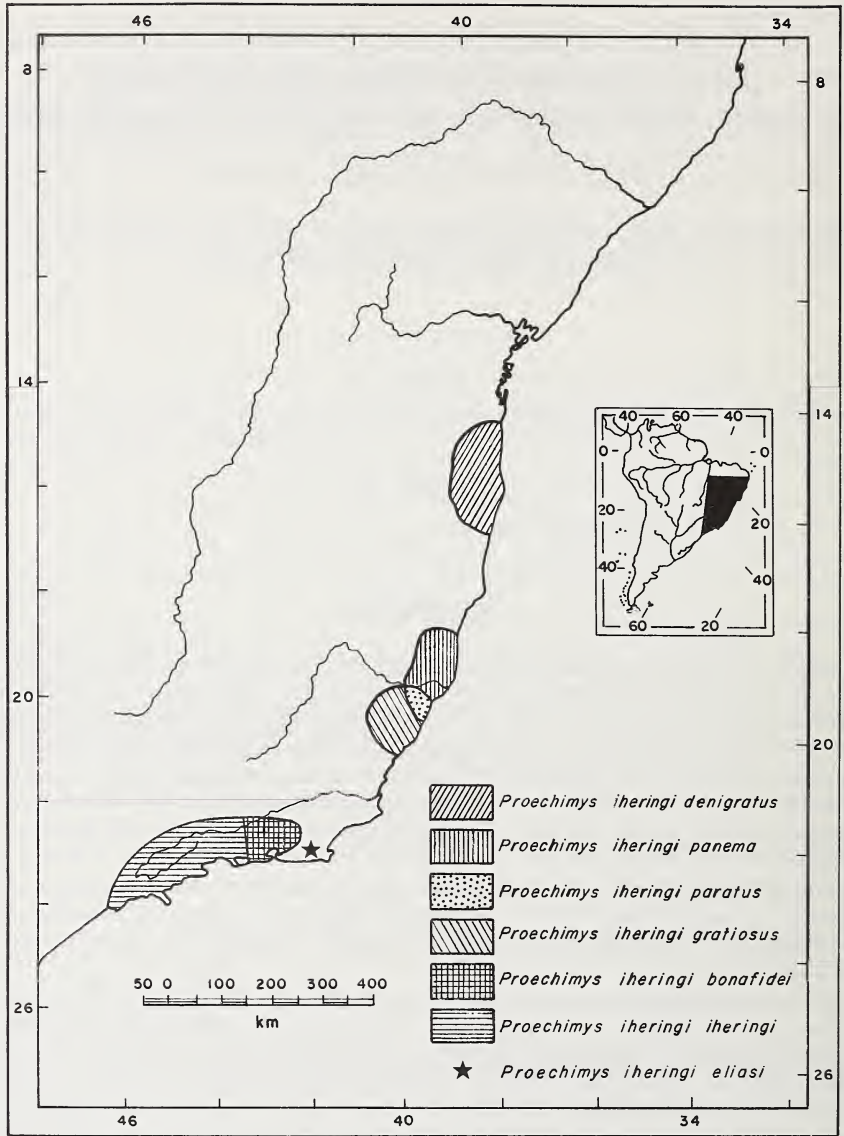 46 40 34
8 8
14 14
40 60 40
0 0
20 20
40 40
60 20
20 20
Proechimys iheringi denigratus
Proechimys iheringi panema
Proechimys iheringi paratus
Proechimys iheringi gratiosus
Proechimys iheringi bonafidei
Proechimys iheringi iheringi
Proechimys iheringi eliasi
50 0 100 200 300 400
km
26 26
46 40 34